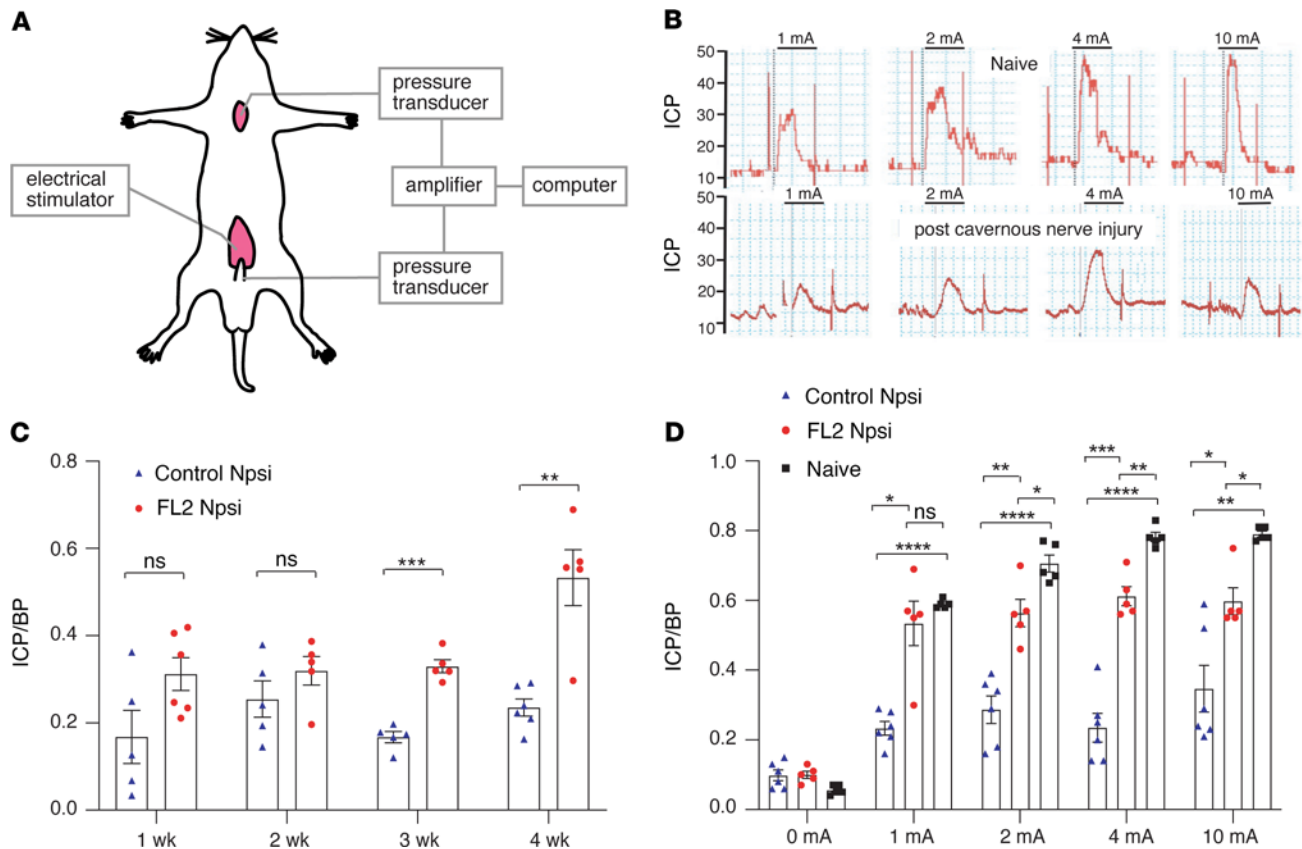 A
pressure
transducer
electrical
stimulator
amplifier
computer
pressure
transducer
B
1 mA
2 mA
4 mA
10 mA
Naive
ICP
50
40
30
20
10
1 mA
2 mA
4 mA
10 mA
post cavernous nerve injury
ICP
50
40
30
20
10
C
Control Npsi
FL2 Npsi
ICP/BP
0.8
0.6
0.4
0.2
0.0
ns
ns
***
**
1 wk
2 wk
3 wk
4 wk
D
Control Npsi
FL2 Npsi
Naive
ICP/BP
1.0
0.8
0.6
0.4
0.2
0.0
*
ns
****
**
*
****
***
**
****
*
*
**
0 mA
1 mA
2 mA
4 mA
10 mA